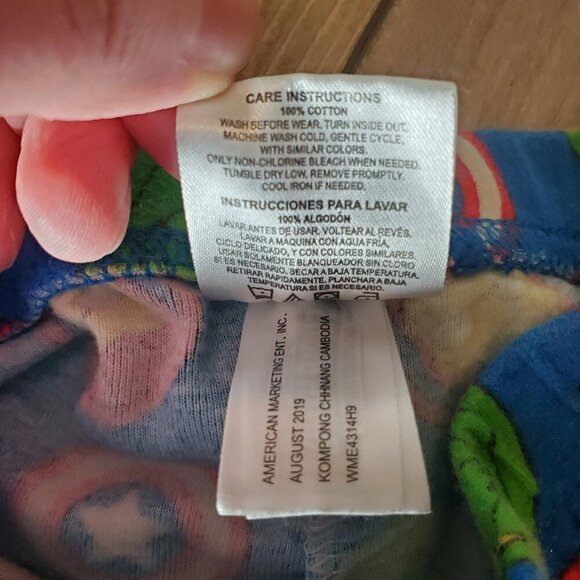 CARE INSTRUCTIONS
100% COTTON
WASH BEFORE WEAR. TURN INSIDE OUT.
MACHINE WASH COLD, GENTLE CYCLE,
WITH SIMILAR COLORS.
ONLY NON-CHLORINE BLEACH WHEN NEEDED.
TUMBLE DRY LOW. REMOVE PROMPTLY.
COOL IRON IF NEEDED.
INSTRUCCIONES PARA LAVAR
100% ALGODÓN
LAVAR ANTES DE USAR. VOLTEAR AL REVÉS.
LAVAR A MAQUINA CON AGUA FRÍA,
CICLO DELICADO, Y CON COLORES SIMILARES.
USAR SOLAMENTE BLANQUEADOR SIN CLORO
SI ES NECESARIO. SECAR A BAJA TEMPERATURA.
RETIRAR RAPIDAMENTE. PLANCHAR A BAJA
TEMPERATURA SI ES NECESARIO.
AMERICAN MARKETING ENT. INC.
AUGUST 2019
KOMPONG CHHNANG CAMBODIA
WME4314H9